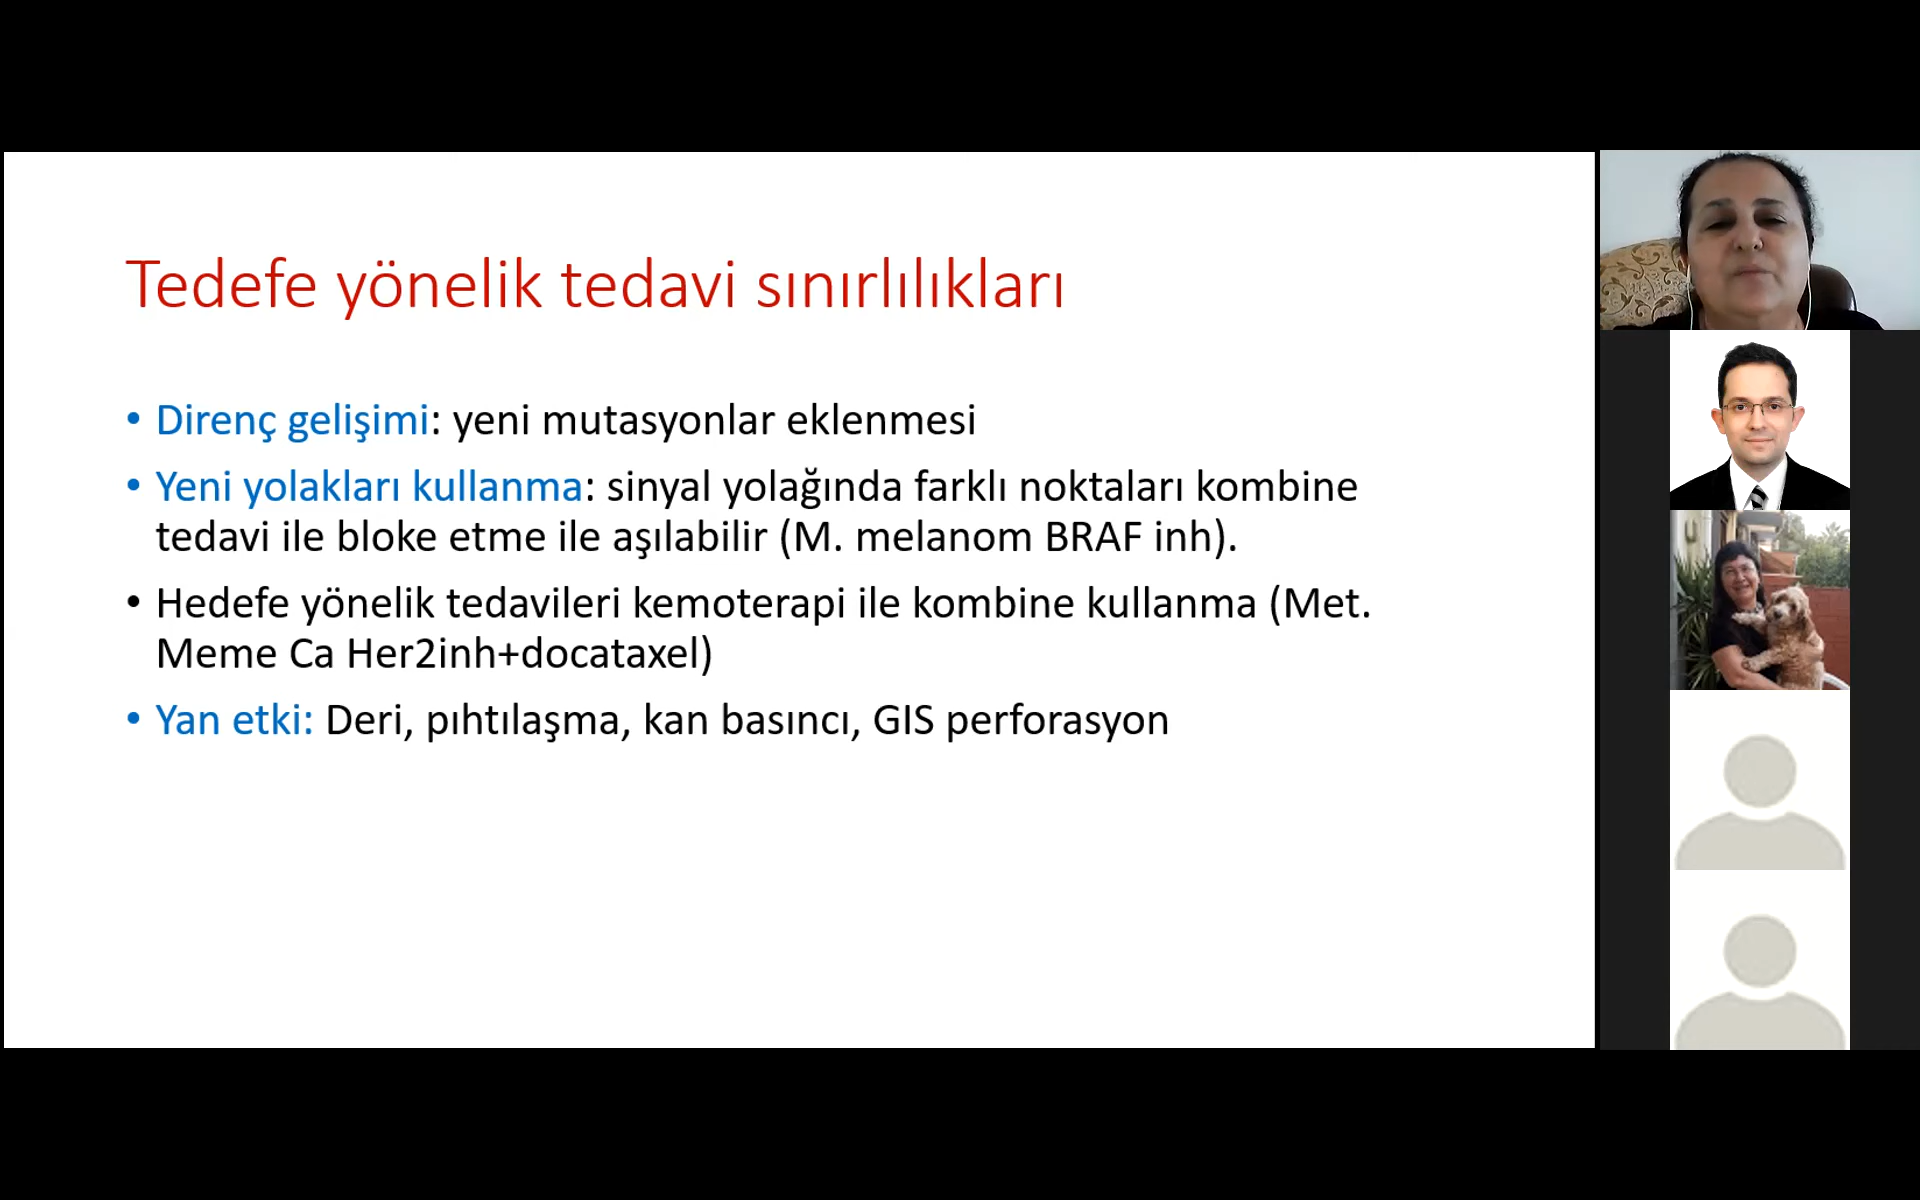 Tedefe yönelik tedavi sınırlılıkları
• Direnç gelişimi: yeni mutasyonlar eklenmesi
• Yeni yolakları kullanma: sinyal yolağında farklı noktaları kombine
tedavi ile bloke etme ile aşılabilir (M. melanom BRAF inh).
• Hedefe yönelik tedavileri kemoterapi ile kombine kullanma (Met.
Meme Ca Her2inh+docataxel)
• Yan etki: Deri, pıhtılaşma, kan basıncı, GIS perforasyon